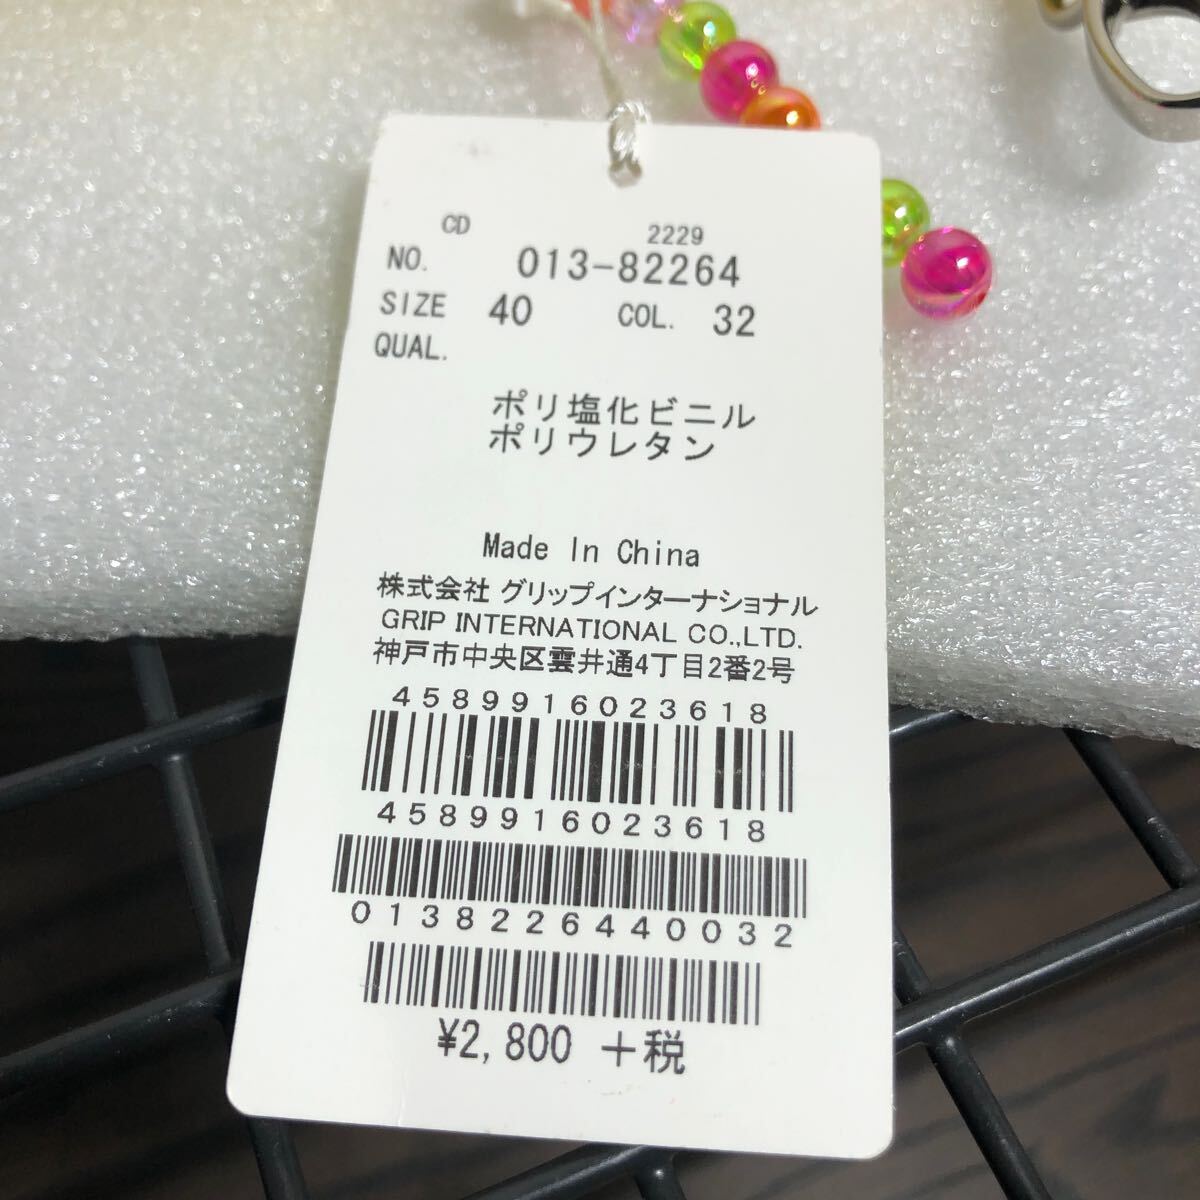 CD 2229
NO. 013-82264
SIZE 40 COL. 32
QUAL.
ポリ塩化ビニル
ポリウレタン
Made In China
株式会社 グリップインターナショナル
GRIP INTERNATIONAL CO.,LTD.
神戸市中央区雲井通4丁目2番2号
4589916023618
4589916023618
0138226440032
¥2,800 +税